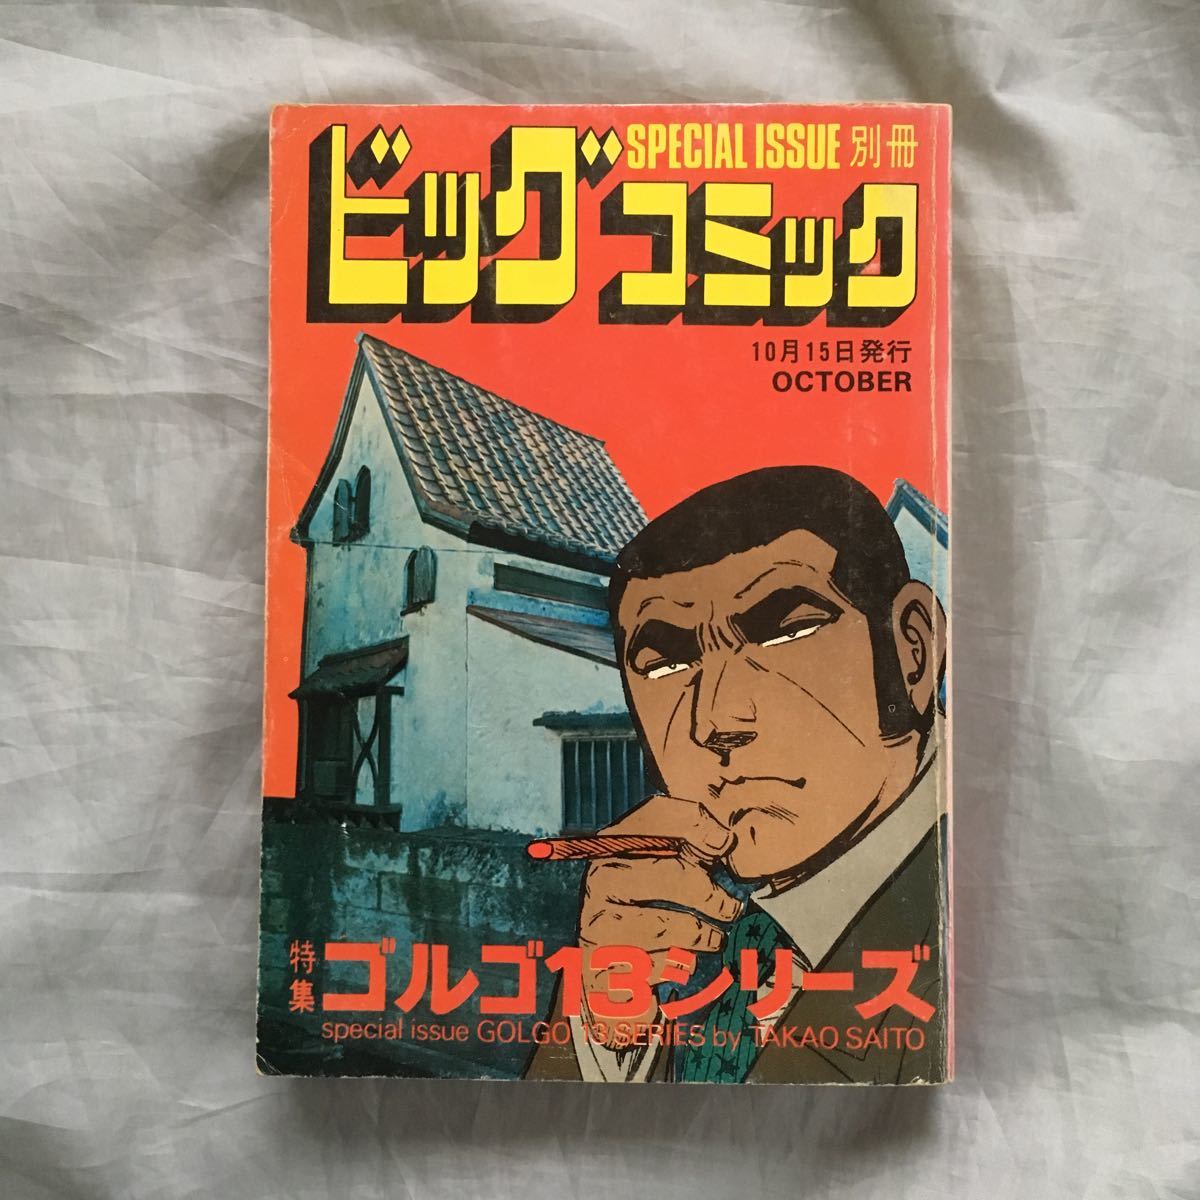 SPECIAL ISSUE 別冊
ビッグコミック
10月15日発行
OCTOBER
特集 ゴルゴ13シリーズ
special issue GOLGO 13 SERIES by TAKAO SAITO